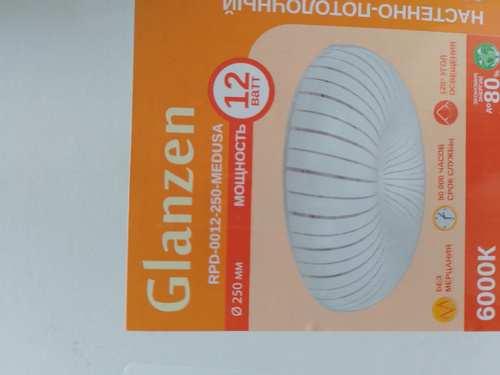 НАСТЕННО-ПОТОЛОЧНЫЙ
Glanzen
RPD-0012-250-MEDUSA
Ø 250 мм
МОЩНОСТЬ
12
ВАТТ
БЕЗ
МЕРЦАНИЯ
50 000 ЧАСОВ
СРОК СЛУЖБЫ
120° УГОЛ
ОСВЕЩЕНИЯ
6000K
ЭКОНОМИЯ
ЭНЕРГИИ
до 80%